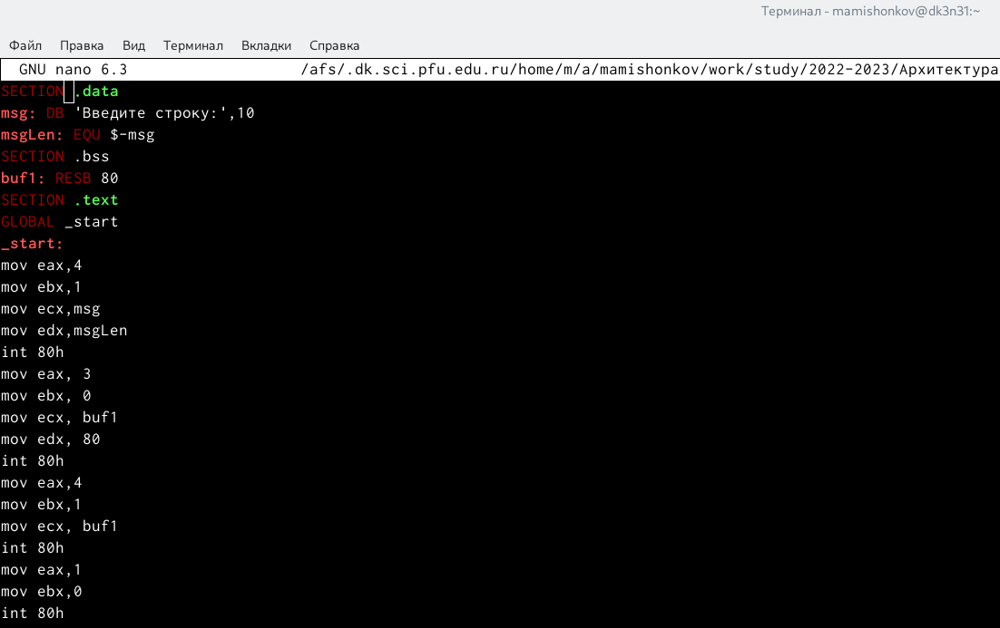 Терминал - mamishonkov@dk3n31:~
Файл Правка Вид Терминал Вкладки Справка
GNU nano 6.3 /afs/.dk.sci.pfu.edu.ru/home/m/a/mamishonkov/work/study/2022-2023/Архитектура
SECTION .data
msg: DB 'Введите строку:',10
msgLen: EQU $-msg
SECTION .bss
buf1: RESB 80
SECTION .text
GLOBAL _start
_start:
mov eax,4
mov ebx,1
mov ecx,msg
mov edx,msgLen
int 80h
mov eax, 3
mov ebx, 0
mov ecx, buf1
mov edx, 80
int 80h
mov eax,4
mov ebx,1
mov ecx, buf1
int 80h
mov eax,1
mov ebx,0
int 80h